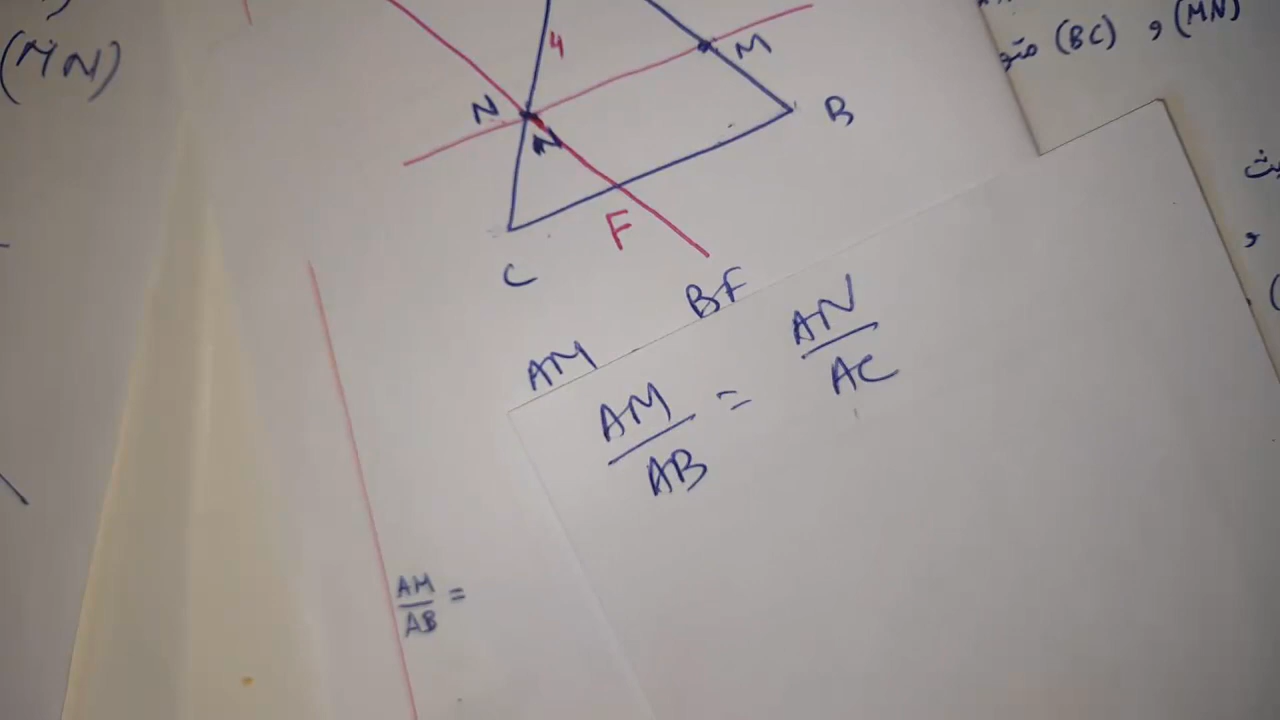 (MN)
4
M
N
N
B
F
C
(BC) و (MN)
و
BF
AM
AM/AB = AN/AC
AM/AB =